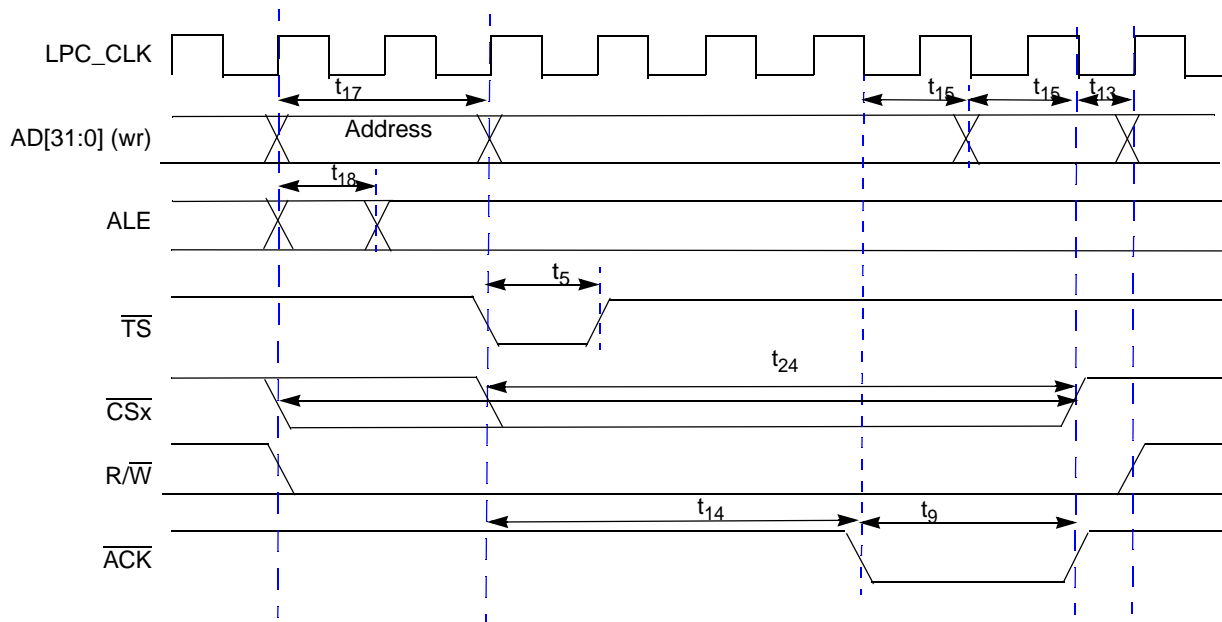 LPC_CLK
t17
t15
t15
t13
AD[31:0] (wr)
Address
t18
ALE
t5
TS
t24
CSx
R/W
t14
t9
ACK